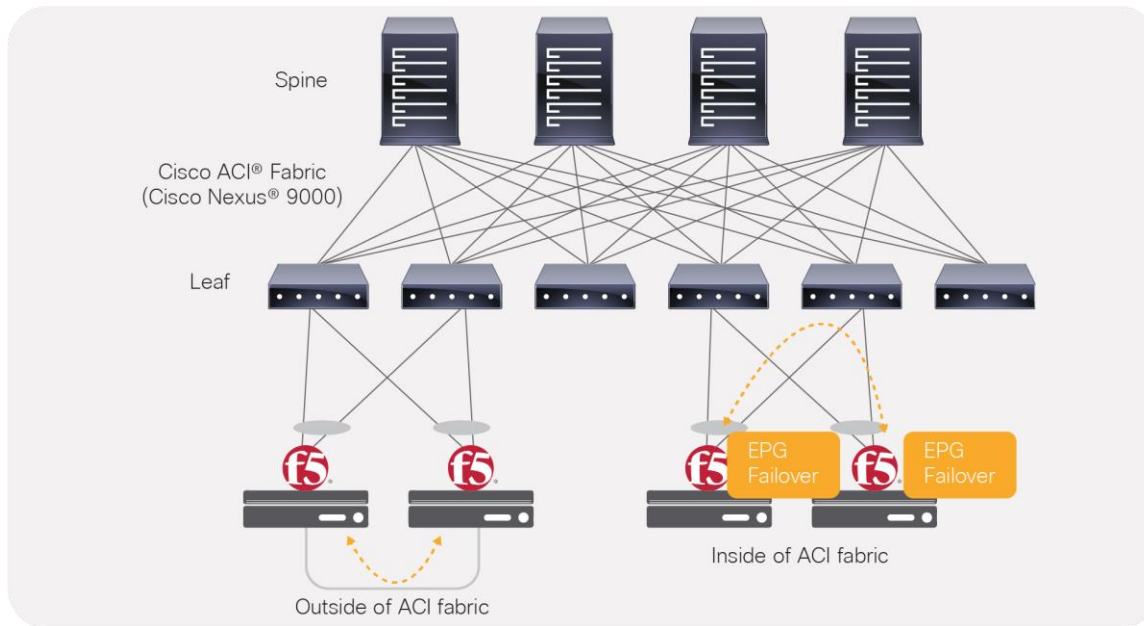 Spine
Cisco ACI® Fabric
(Cisco Nexus® 9000)
Leaf
f5®
f5®
f5
EPG
Failover
f5®
EPG
Failover
Inside of ACI fabric
Outside of ACI fabric